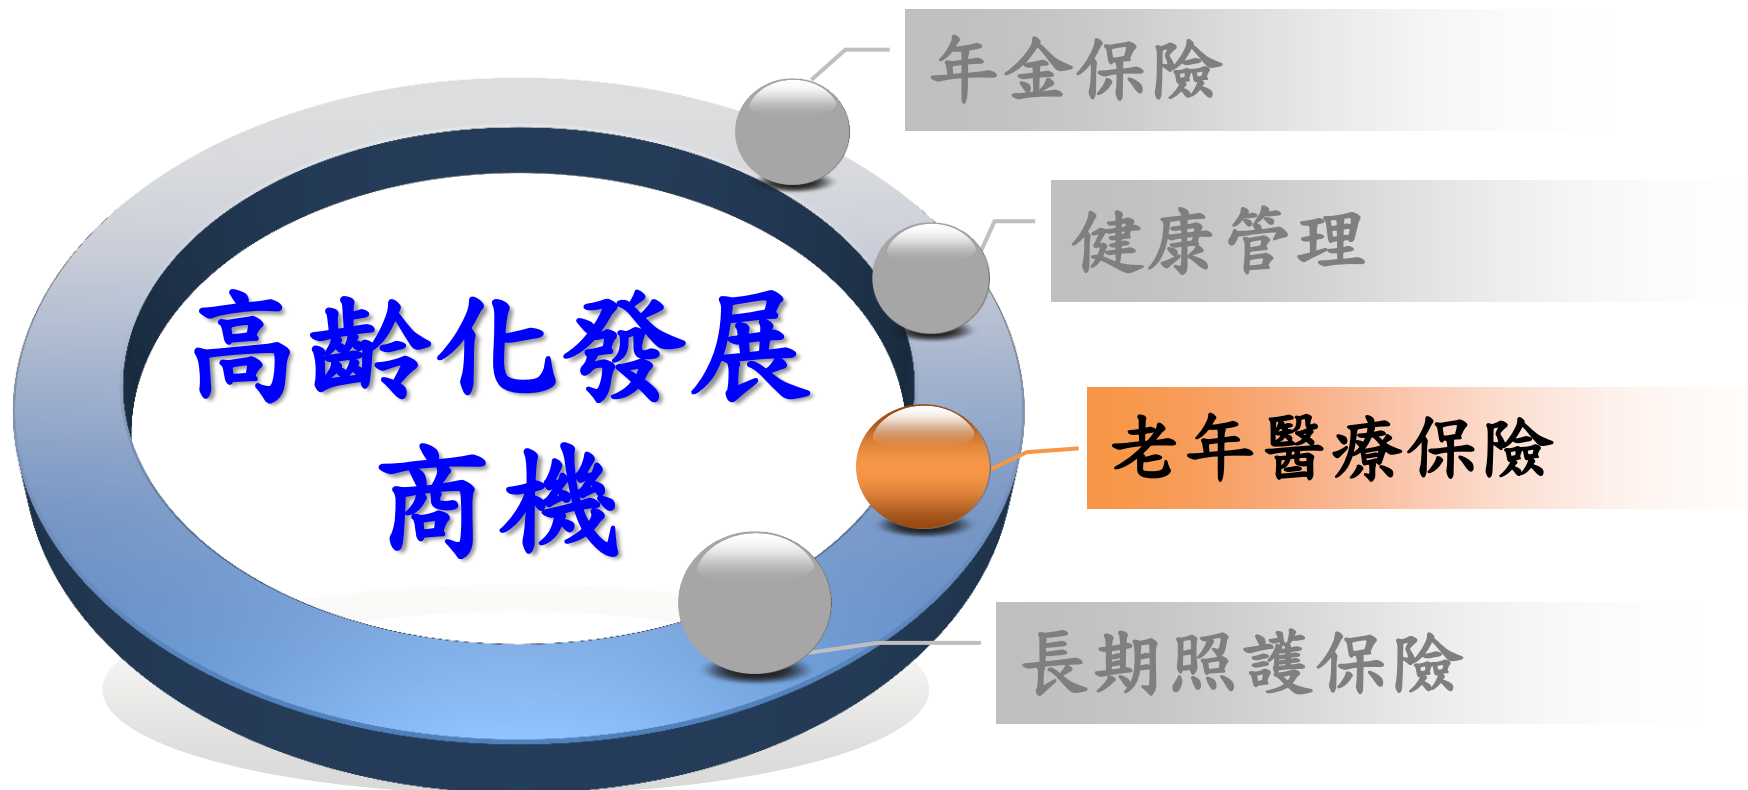 年金保險
健康管理
高齡化發展
商機
老年醫療保險
長期照護保險